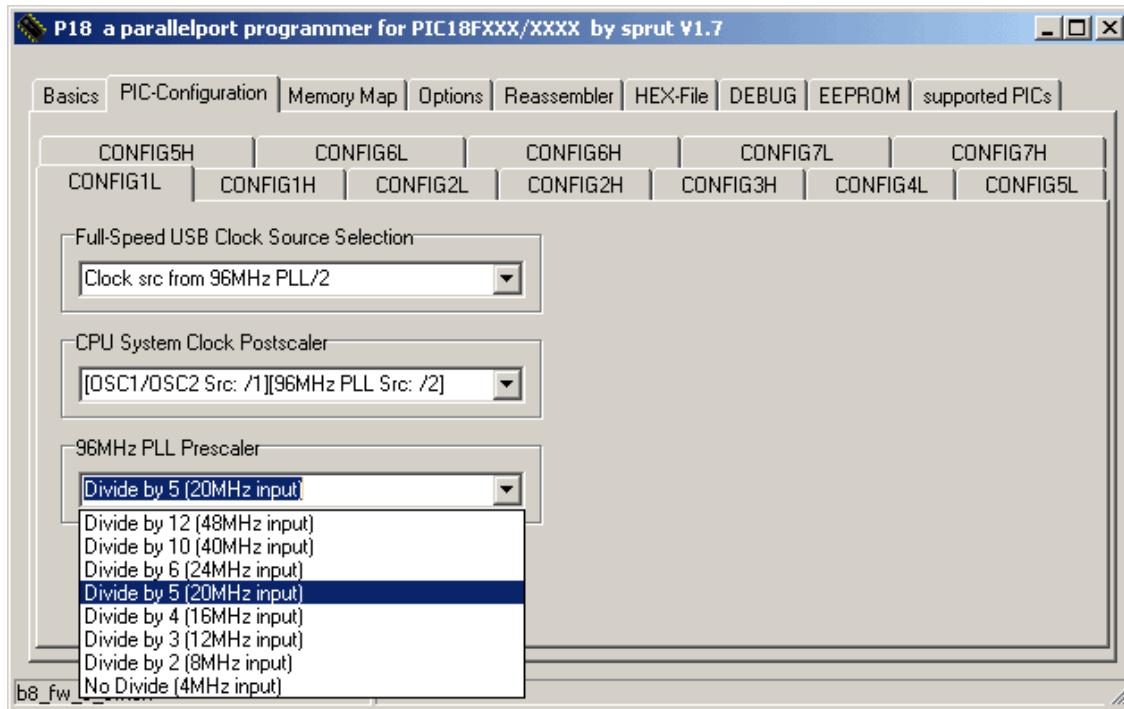 P18 a parallelport programmer for PIC18FXXX/XXXX by sprut V1.7
Basics PIC-Configuration Memory Map Options Reassembler HEX-File DEBUG EEPROM supported PICs
CONFIG5H CONFIG6L CONFIG6H CONFIG7L CONFIG7H
CONFIG1L CONFIG1H CONFIG2L CONFIG2H CONFIG3H CONFIG4L CONFIG5L
Full-Speed USB Clock Source Selection
Clock src from 96MHz PLL/2
CPU System Clock Postscaler
[OSC1/OSC2 Src: /1][96MHz PLL Src: /2]
96MHz PLL Prescaler
Divide by 5 (20MHz input)
Divide by 12 (48MHz input)
Divide by 10 (40MHz input)
Divide by 6 (24MHz input)
Divide by 5 (20MHz input)
Divide by 4 (16MHz input)
Divide by 3 (12MHz input)
Divide by 2 (8MHz input)
No Divide (4MHz input)
b8_fw_